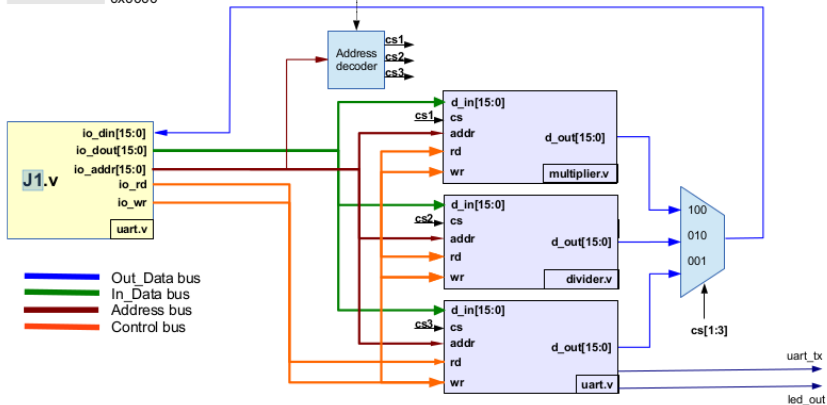 Address
decoder
cs1
cs2
cs3
J1.v
io_din[15:0]
io_dout[15:0]
io_addr[15:0]
io_rd
io_wr
uart.v
d_in[15:0]
cs1
cs
addr
rd
wr
d_out[15:0]
multiplier.v
d_in[15:0]
cs2
cs
addr
rd
wr
d_out[15:0]
divider.v
d_in[15:0]
cs3
cs
addr
rd
wr
d_out[15:0]
uart.v
100
010
001
cs[1:3]
uart_tx
led_out
Out_Data bus
In_Data bus
Address bus
Control bus